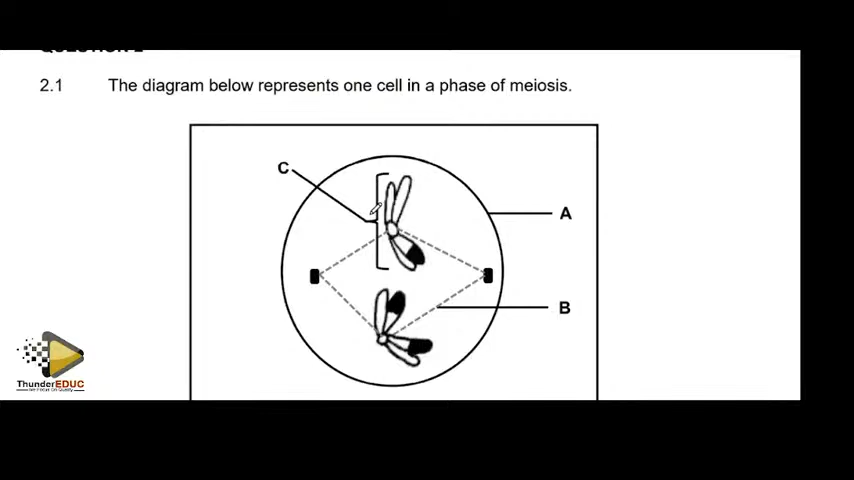 2.1 The diagram below represents one cell in a phase of meiosis.
C
A
B
ThunderEDUC